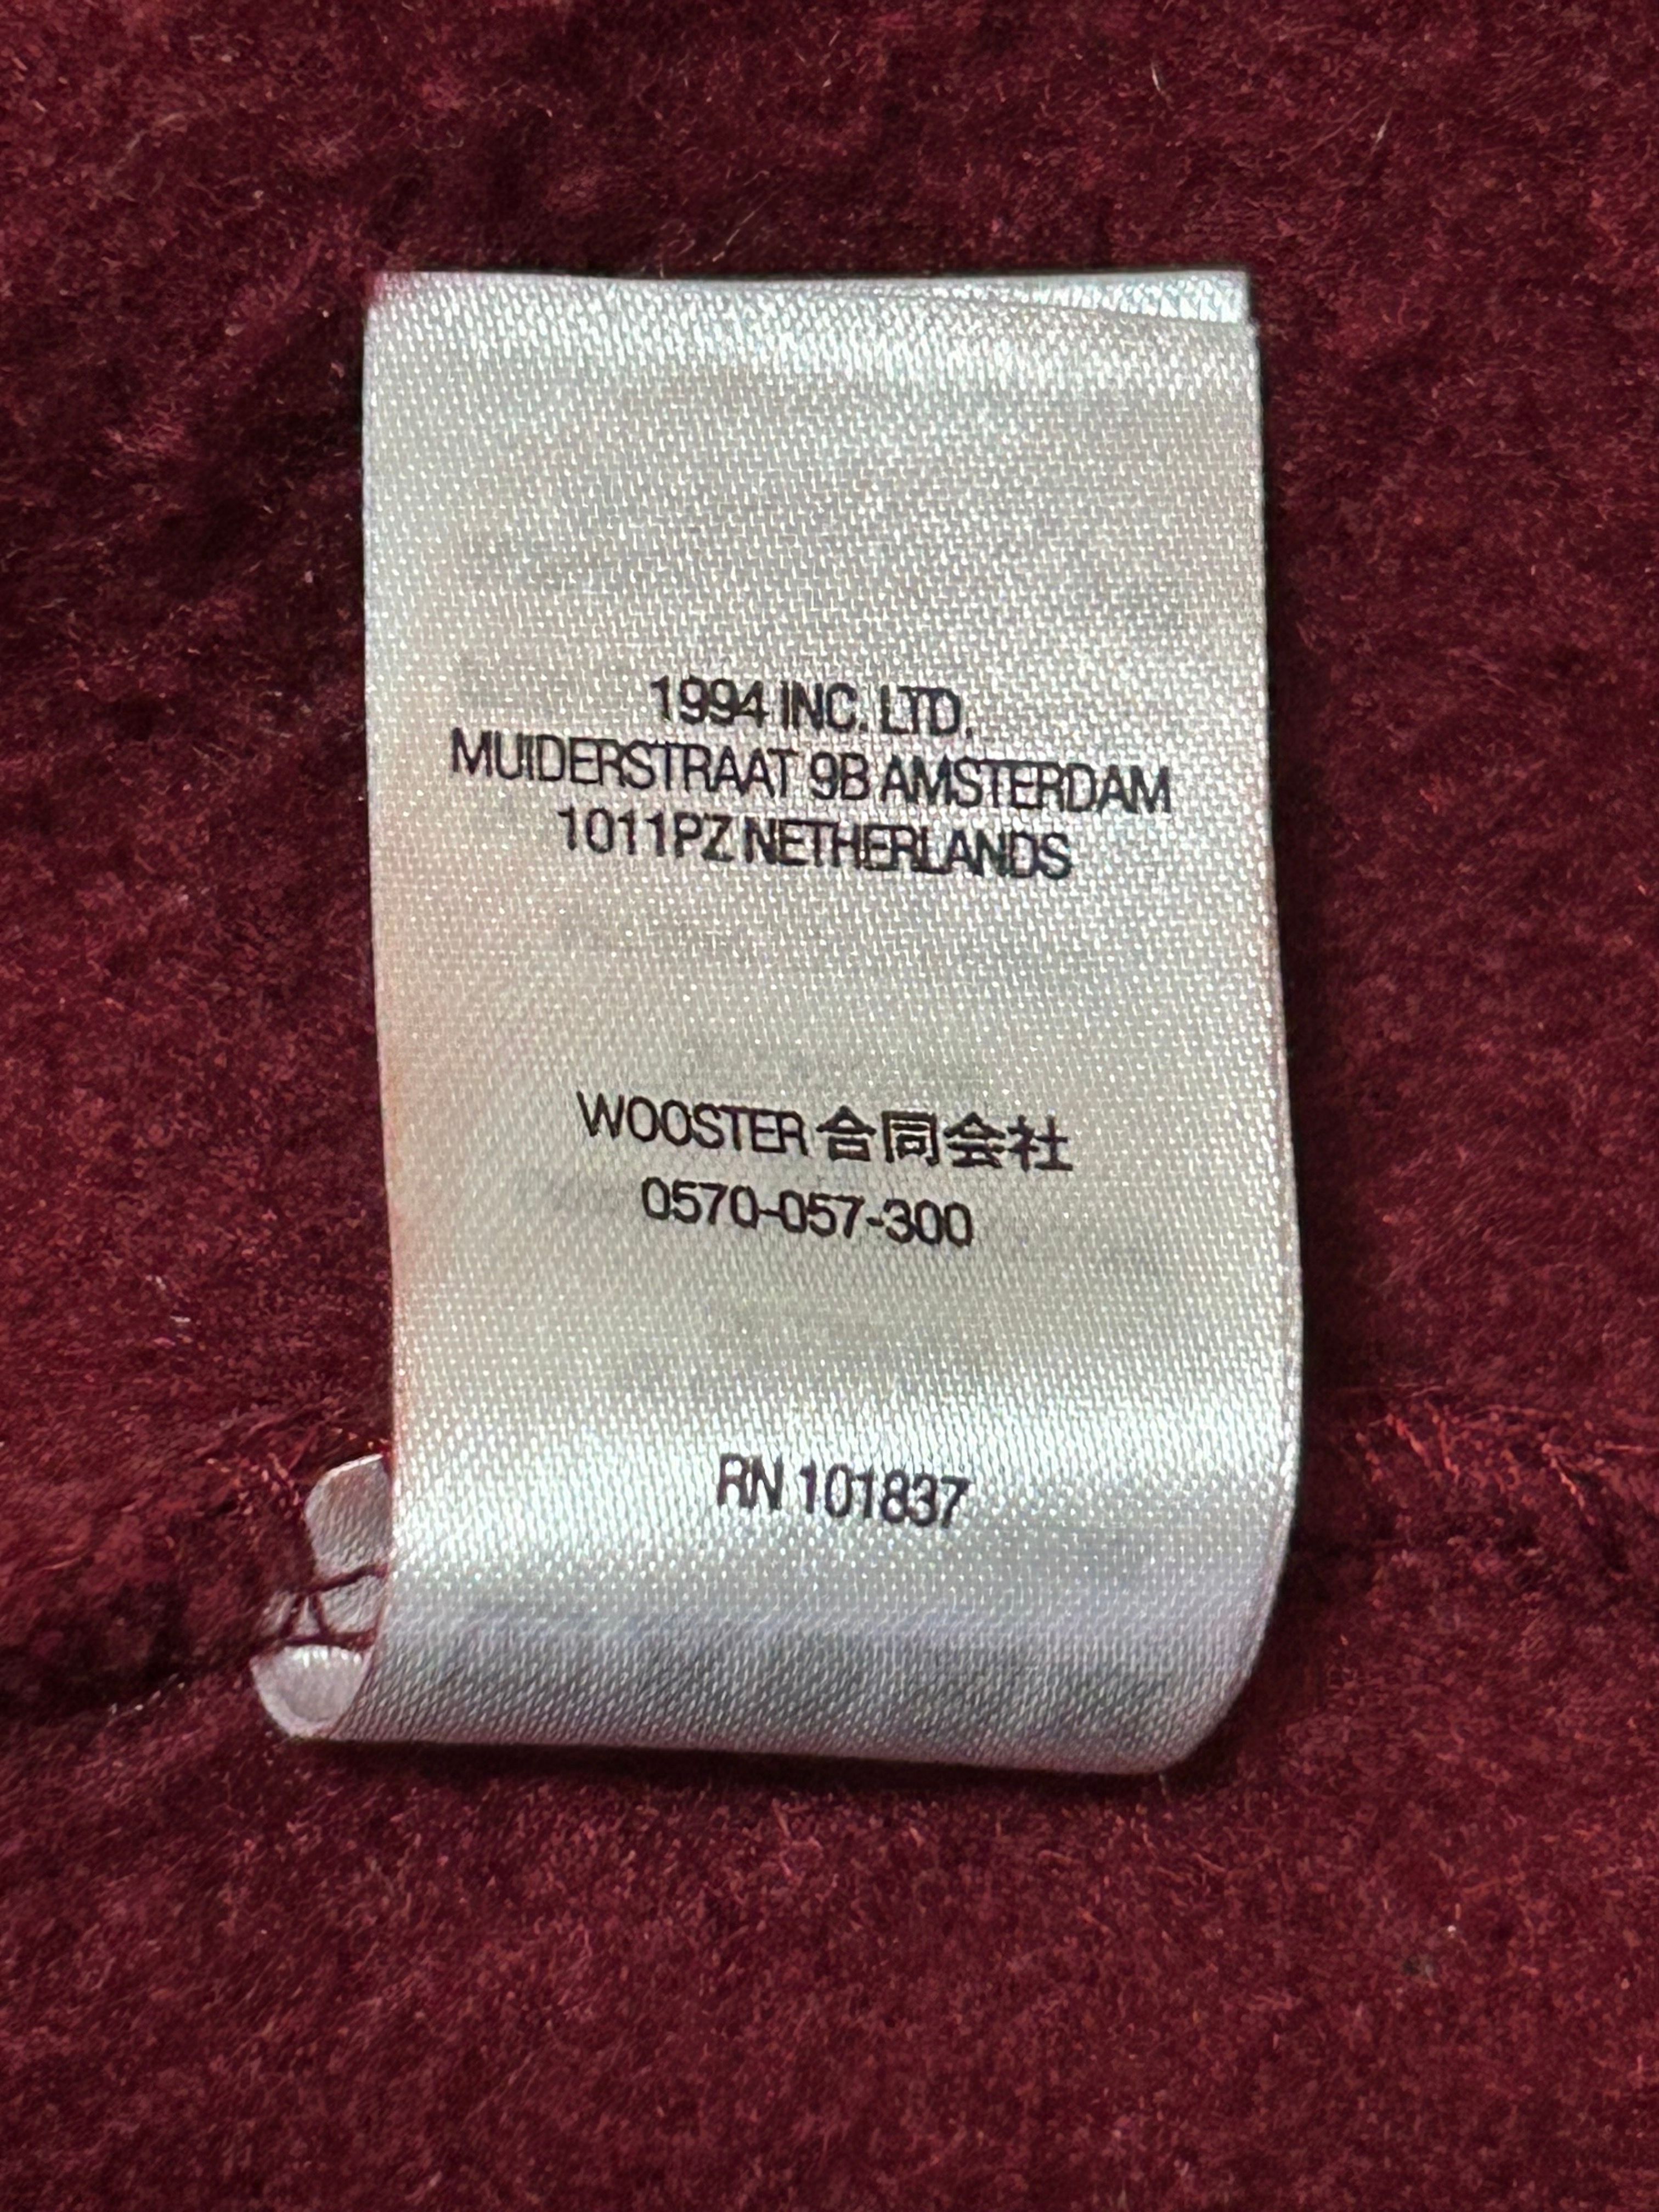 1994 INC. LTD.
MUIDERSTRAAT 9B AMSTERDAM
1011PZ NETHERLANDS
WOOSTER 合同会社
0570-057-300
RN 101837